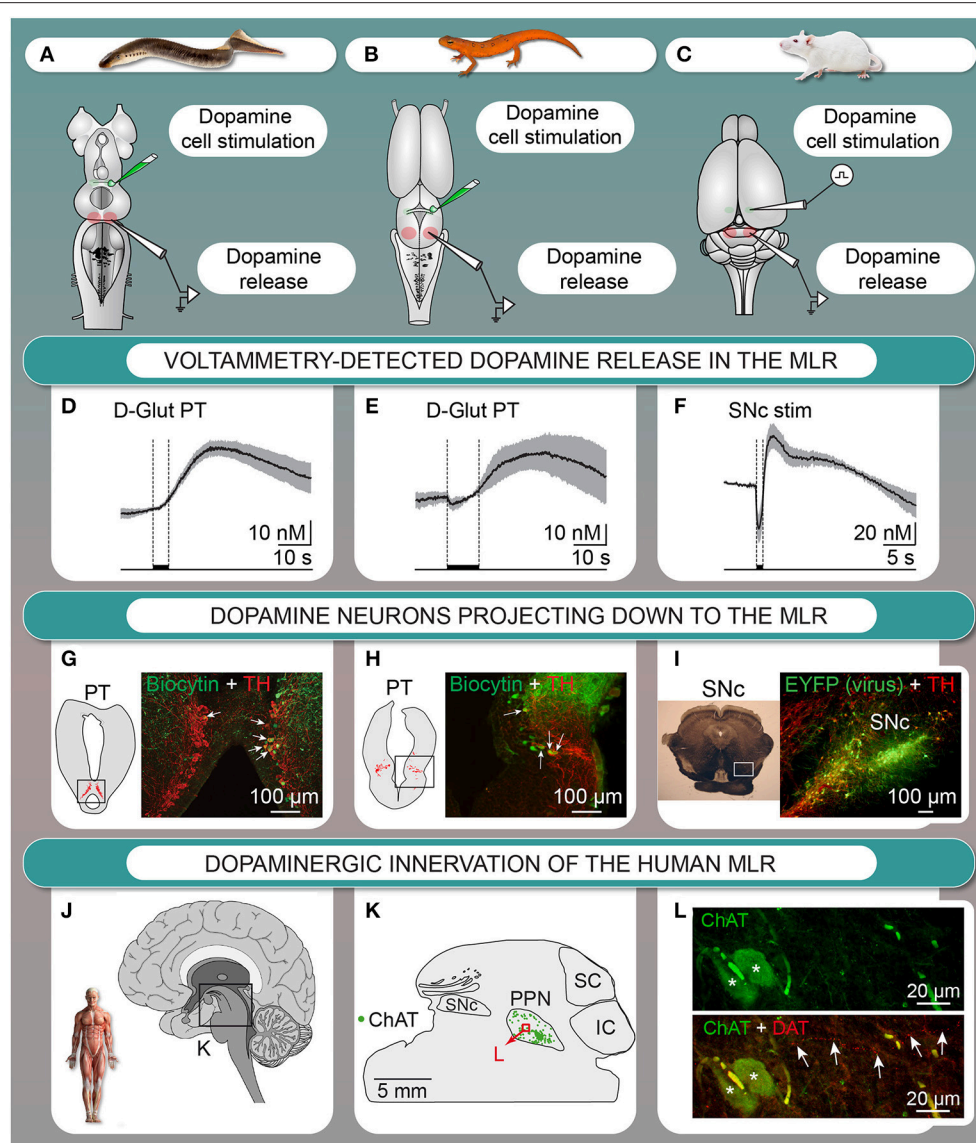 A
B
C
Dopamine
cell stimulation
Dopamine
cell stimulation
Dopamine
cell stimulation
Dopamine
release
Dopamine
release
Dopamine
release
VOLTAMMETRY-DETECTED DOPAMINE RELEASE IN THE MLR
D
D-Glut PT
10 nM
10 s
E
D-Glut PT
10 nM
10 s
F
SNc stim
20 nM
5 s
DOPAMINE NEURONS PROJECTING DOWN TO THE MLR
G
PT
Biocytin + TH
100 µm
H
PT
Biocytin + TH
100 µm
I
SNc
EYFP (virus) + TH
SNc
100 µm
DOPAMINERGIC INNERVATION OF THE HUMAN MLR
J
K
K
ChAT
SNc
PPN
SC
IC
L
5 mm
L
ChAT
* *
20 µm
ChAT + DAT
* *
20 µm